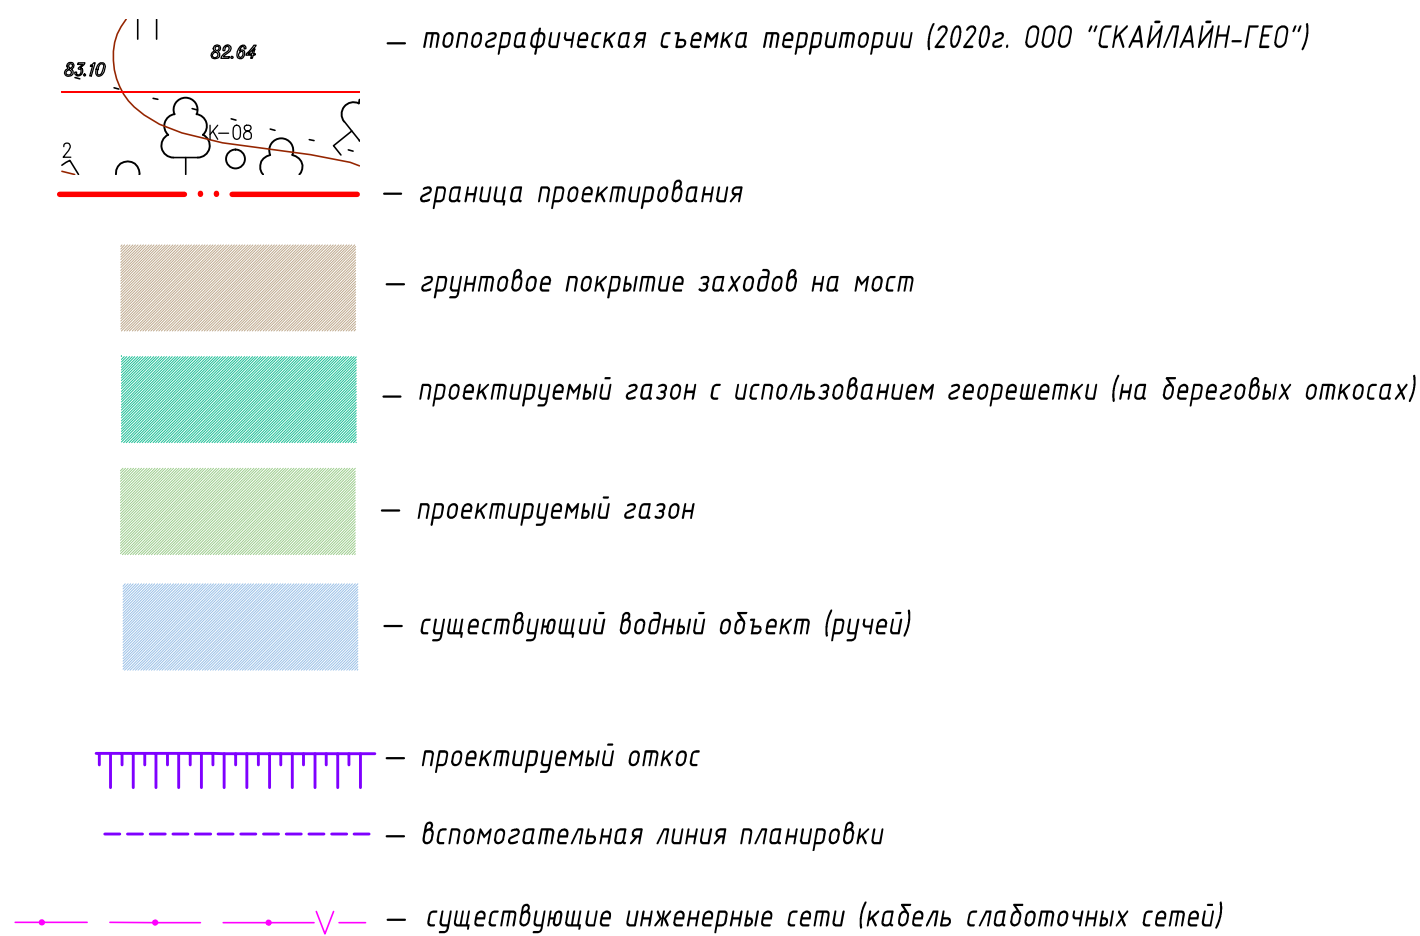 82.64
83.10
К-08
2
– топографическая съемка территории (2020г. ООО "СКАЙЛАЙН-ГЕО")
– граница проектирования
– грунтовое покрытие заходов на мост
– проектируемый газон с использованием георешетки (на береговых откосах)
– проектируемый газон
– существующий водный объект (ручей)
– проектируемый откос
– вспомогательная линия планировки
V
– существующие инженерные сети (кабель слаботочных сетей)